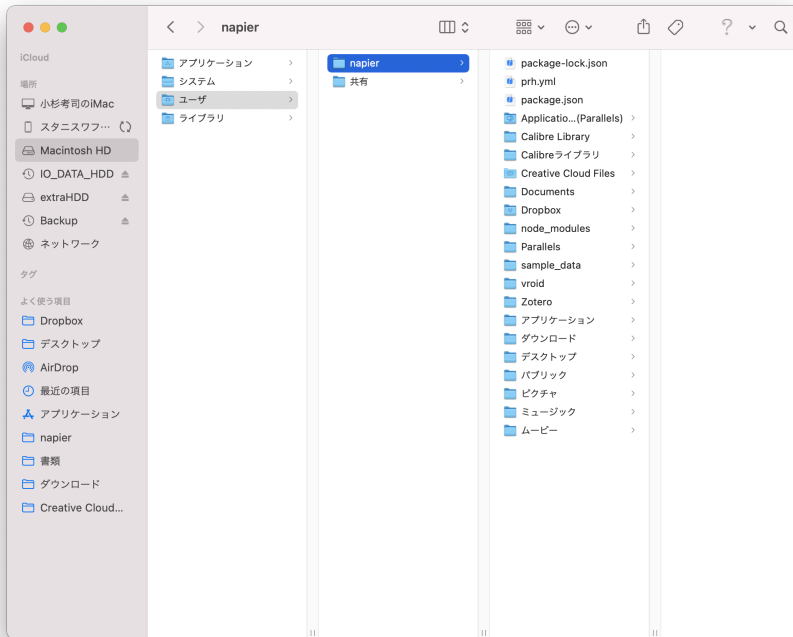 napier
iCloud
場所
小杉考司のiMac
スタニスワフ…
Macintosh HD
IO_DATA_HDD
extraHDD
Backup
ネットワーク
タグ
よく使う項目
Dropbox
デスクトップ
AirDrop
最近の項目
アプリケーション
napier
書類
ダウンロード
Creative Cloud...
アプリケーション
システム
ユーザ
ライブラリ
napier
共有
package-lock.json
prh.yml
package.json
Applicatio...(Parallels)
Calibre Library
Calibreライブラリ
Creative Cloud Files
Documents
Dropbox
node_modules
Parallels
sample_data
vroid
Zotero
アプリケーション
ダウンロード
デスクトップ
パブリック
ピクチャ
ミュージック
ムービー